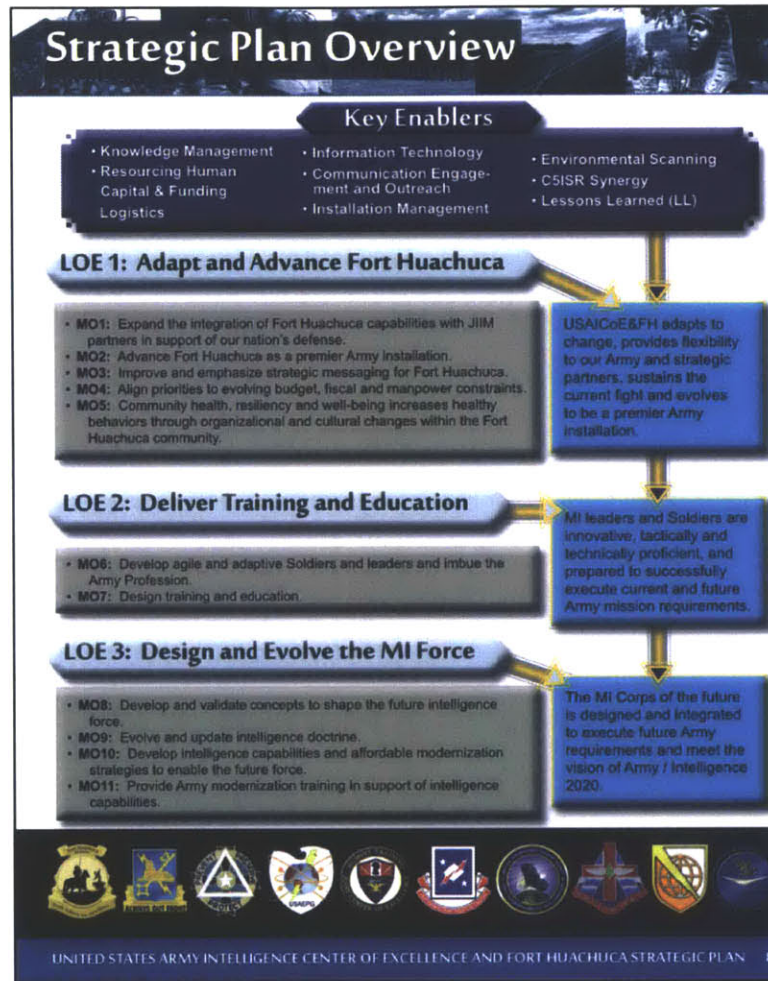 Strategic Plan Overview
Key Enablers
• Knowledge Management
• Resourcing Human
Capital & Funding
Logistics
• Information Technology
• Communication Engage-
ment and Outreach
• Installation Management
• Environmental Scanning
• C5ISR Synergy
• Lessons Learned (LL)
LOE 1: Adapt and Advance Fort Huachuca
• MO1: Expand the integration of Fort Huachuca capabilities with JIIM
partners in support of our nation's defense.
• MO2: Advance Fort Huachuca as a premier Army Installation.
• MO3: Improve and emphasize strategic messaging for Fort Huachuca.
• MO4: Align priorities to evolving budget, fiscal and manpower constraints.
• MO5: Community health, resiliency and well-being increases healthy
behaviors through organizational and cultural changes within the Fort
Huachuca community.
USAICoE&FH adapts to
change, provides flexibility
to our Army and strategic
partners, sustains the
current fight and evolves
to be a premier Army
installation.
LOE 2: Deliver Training and Education
• MO6: Develop agile and adaptive Soldiers and leaders and imbue the
Army Profession.
• MO7: Design training and education.
MI leaders and Soldiers are
innovative, tactically and
technically proficient, and
prepared to successfully
execute current and future
Army mission requirements.
LOE 3: Design and Evolve the MI Force
• MO8: Develop and validate concepts to shape the future intelligence
force.
• MO9: Evolve and update intelligence doctrine.
• MO10: Develop intelligence capabilities and affordable modernization
strategies to enable the future force.
• MO11: Provide Army modernization training in support of intelligence
capabilities.
The MI Corps of the future
is designed and integrated
to execute future Army
requirements and meet the
vision of Army / Intelligence
2020.
ALWAYS OUT FRONT
USAEPG
UNITED STATES ARMY INTELLIGENCE CENTER OF EXCELLENCE AND FORT HUACHUCA STRATEGIC PLAN